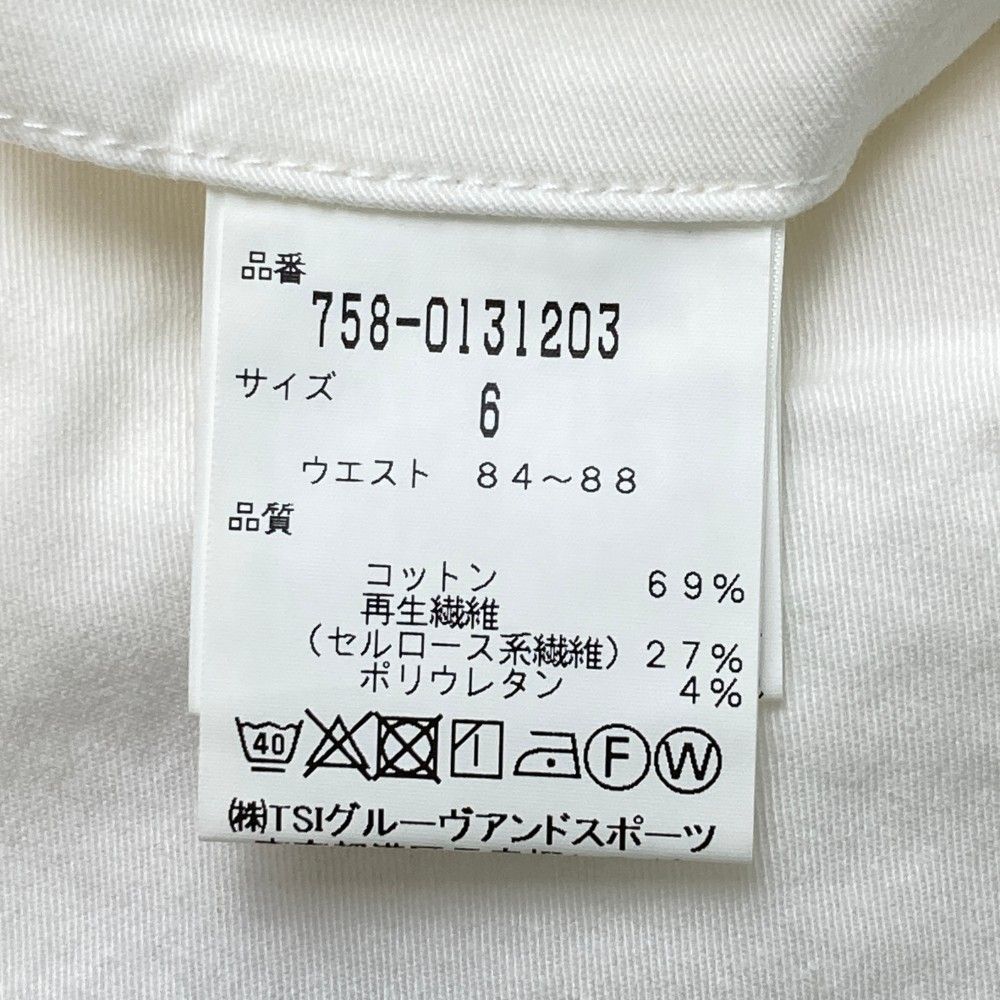 品番
758-0131203
サイズ 6
ウエスト 84～88
品質
コットン 69%
再生繊維
(セルロース系繊維) 27%
ポリウレタン 4%
40 F W
㈱TSIグルーヴアンドスポーツ